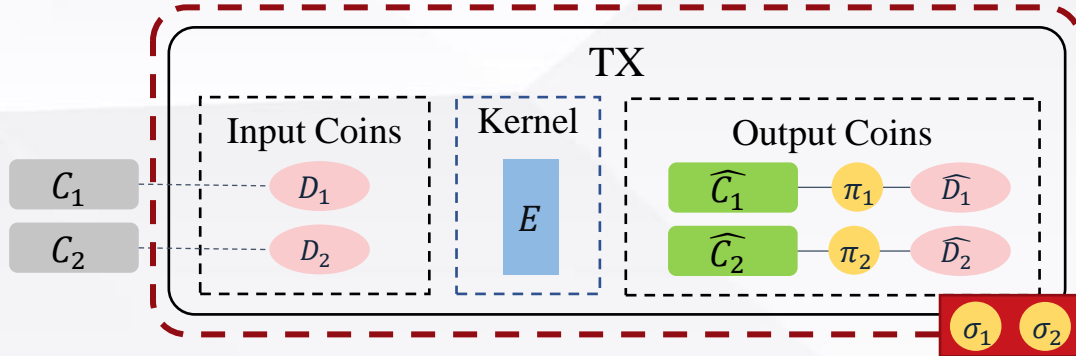 TX
Input Coins
Kernel
Output Coins
C₁
D₁
E
Ĉ₁
π₁
D̂₁
C₂
D₂
Ĉ₂
π₂
D̂₂
σ₁
σ₂